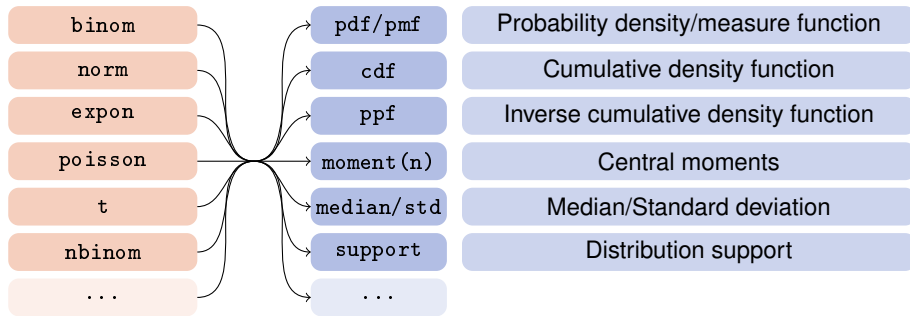 binom pdf/pmf Probability density/measure function
norm cdf Cumulative density function
expon ppf Inverse cumulative density function
poisson moment(n) Central moments
t median/std Median/Standard deviation
nbinom support Distribution support
... ...